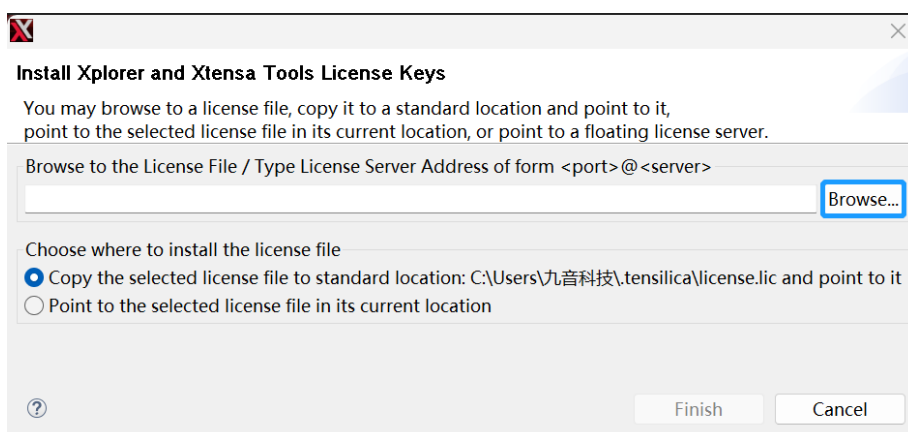 Install Xplorer and Xtensa Tools License Keys
You may browse to a license file, copy it to a standard location and point to it,
point to the selected license file in its current location, or point to a floating license server.
Browse to the License File / Type License Server Address of form <port>@<server>
Browse...
Choose where to install the license file
Copy the selected license file to standard location: C:\Users\九音科技\.tensilica\license.lic and point to it
Point to the selected license file in its current location
?
Finish
Cancel